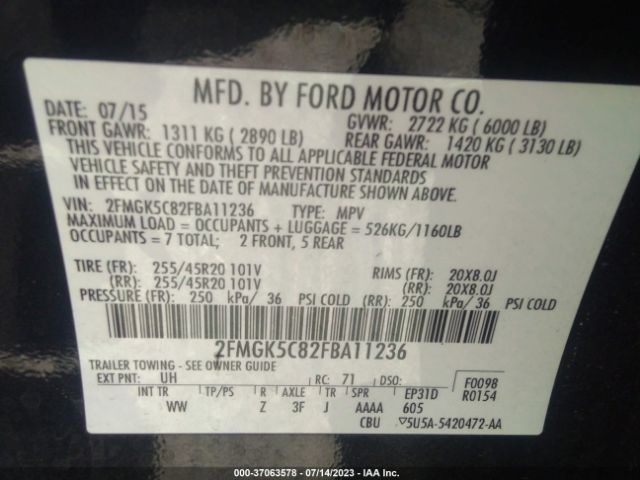 MFD. BY FORD MOTOR CO.
DATE: 07/15 GVWR: 2722 KG ( 6000 LB)
FRONT GAWR: 1311 KG ( 2890 LB) REAR GAWR: 1420 KG ( 3130 LB)
THIS VEHICLE CONFORMS TO ALL APPLICABLE FEDERAL MOTOR
VEHICLE SAFETY AND THEFT PREVENTION STANDARDS
IN EFFECT ON THE DATE OF MANUFACTURE SHOWN ABOVE.
VIN: 2FMGK5C82FBA11236 TYPE: MPV
MAXIMUM LOAD = OCCUPANTS + LUGGAGE = 526KG/1160LB
OCCUPANTS = 7 TOTAL; 2 FRONT, 5 REAR
TIRE (FR): 255/45R20 101V RIMS (FR): 20X8.0J
(RR): 255/45R20 101V (RR): 20X8.0J
PRESSURE (FR): 250 kPa/ 36 PSI COLD (RR): 250 kPa/ 36 PSI COLD
2FMGK5C82FBA11236
TRAILER TOWING - SEE OWNER GUIDE
EXT PNT: UH RC: 71 DSO: F0098
INT TR TP/PS R AXLE TR SPR EP31D R0154
WW Z 3F J AAAA 605
CBU 5U5A-5420472-AA
000-37063578 - 07/14/2023 - IAA Inc.